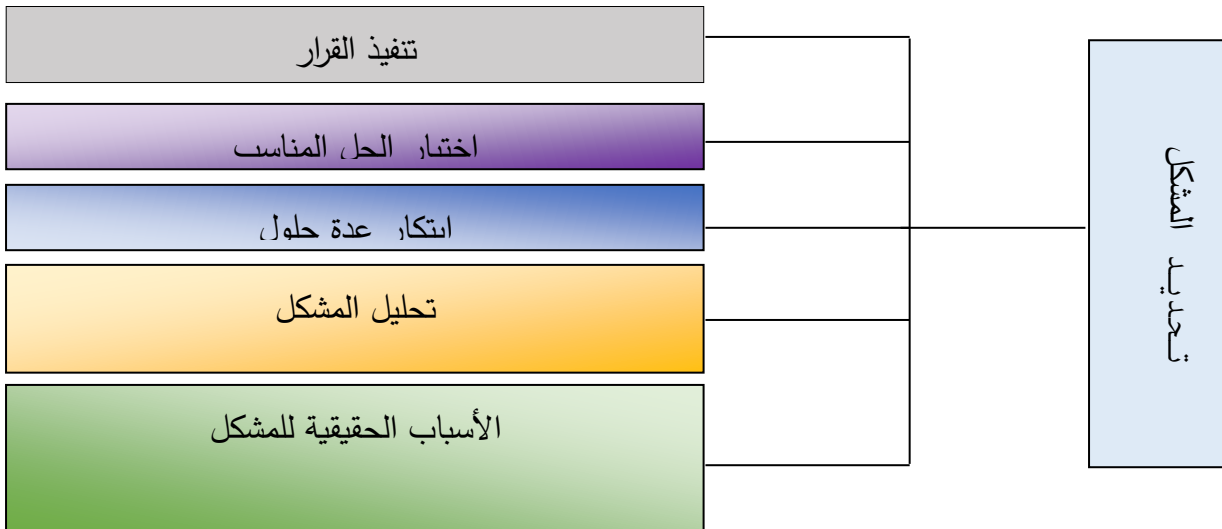 تحديد المشكل
تنفيذ القرار
اختيار الحل المناسب
ابتكار عدة حلول
تحليل المشكل
الأسباب الحقيقية للمشكل